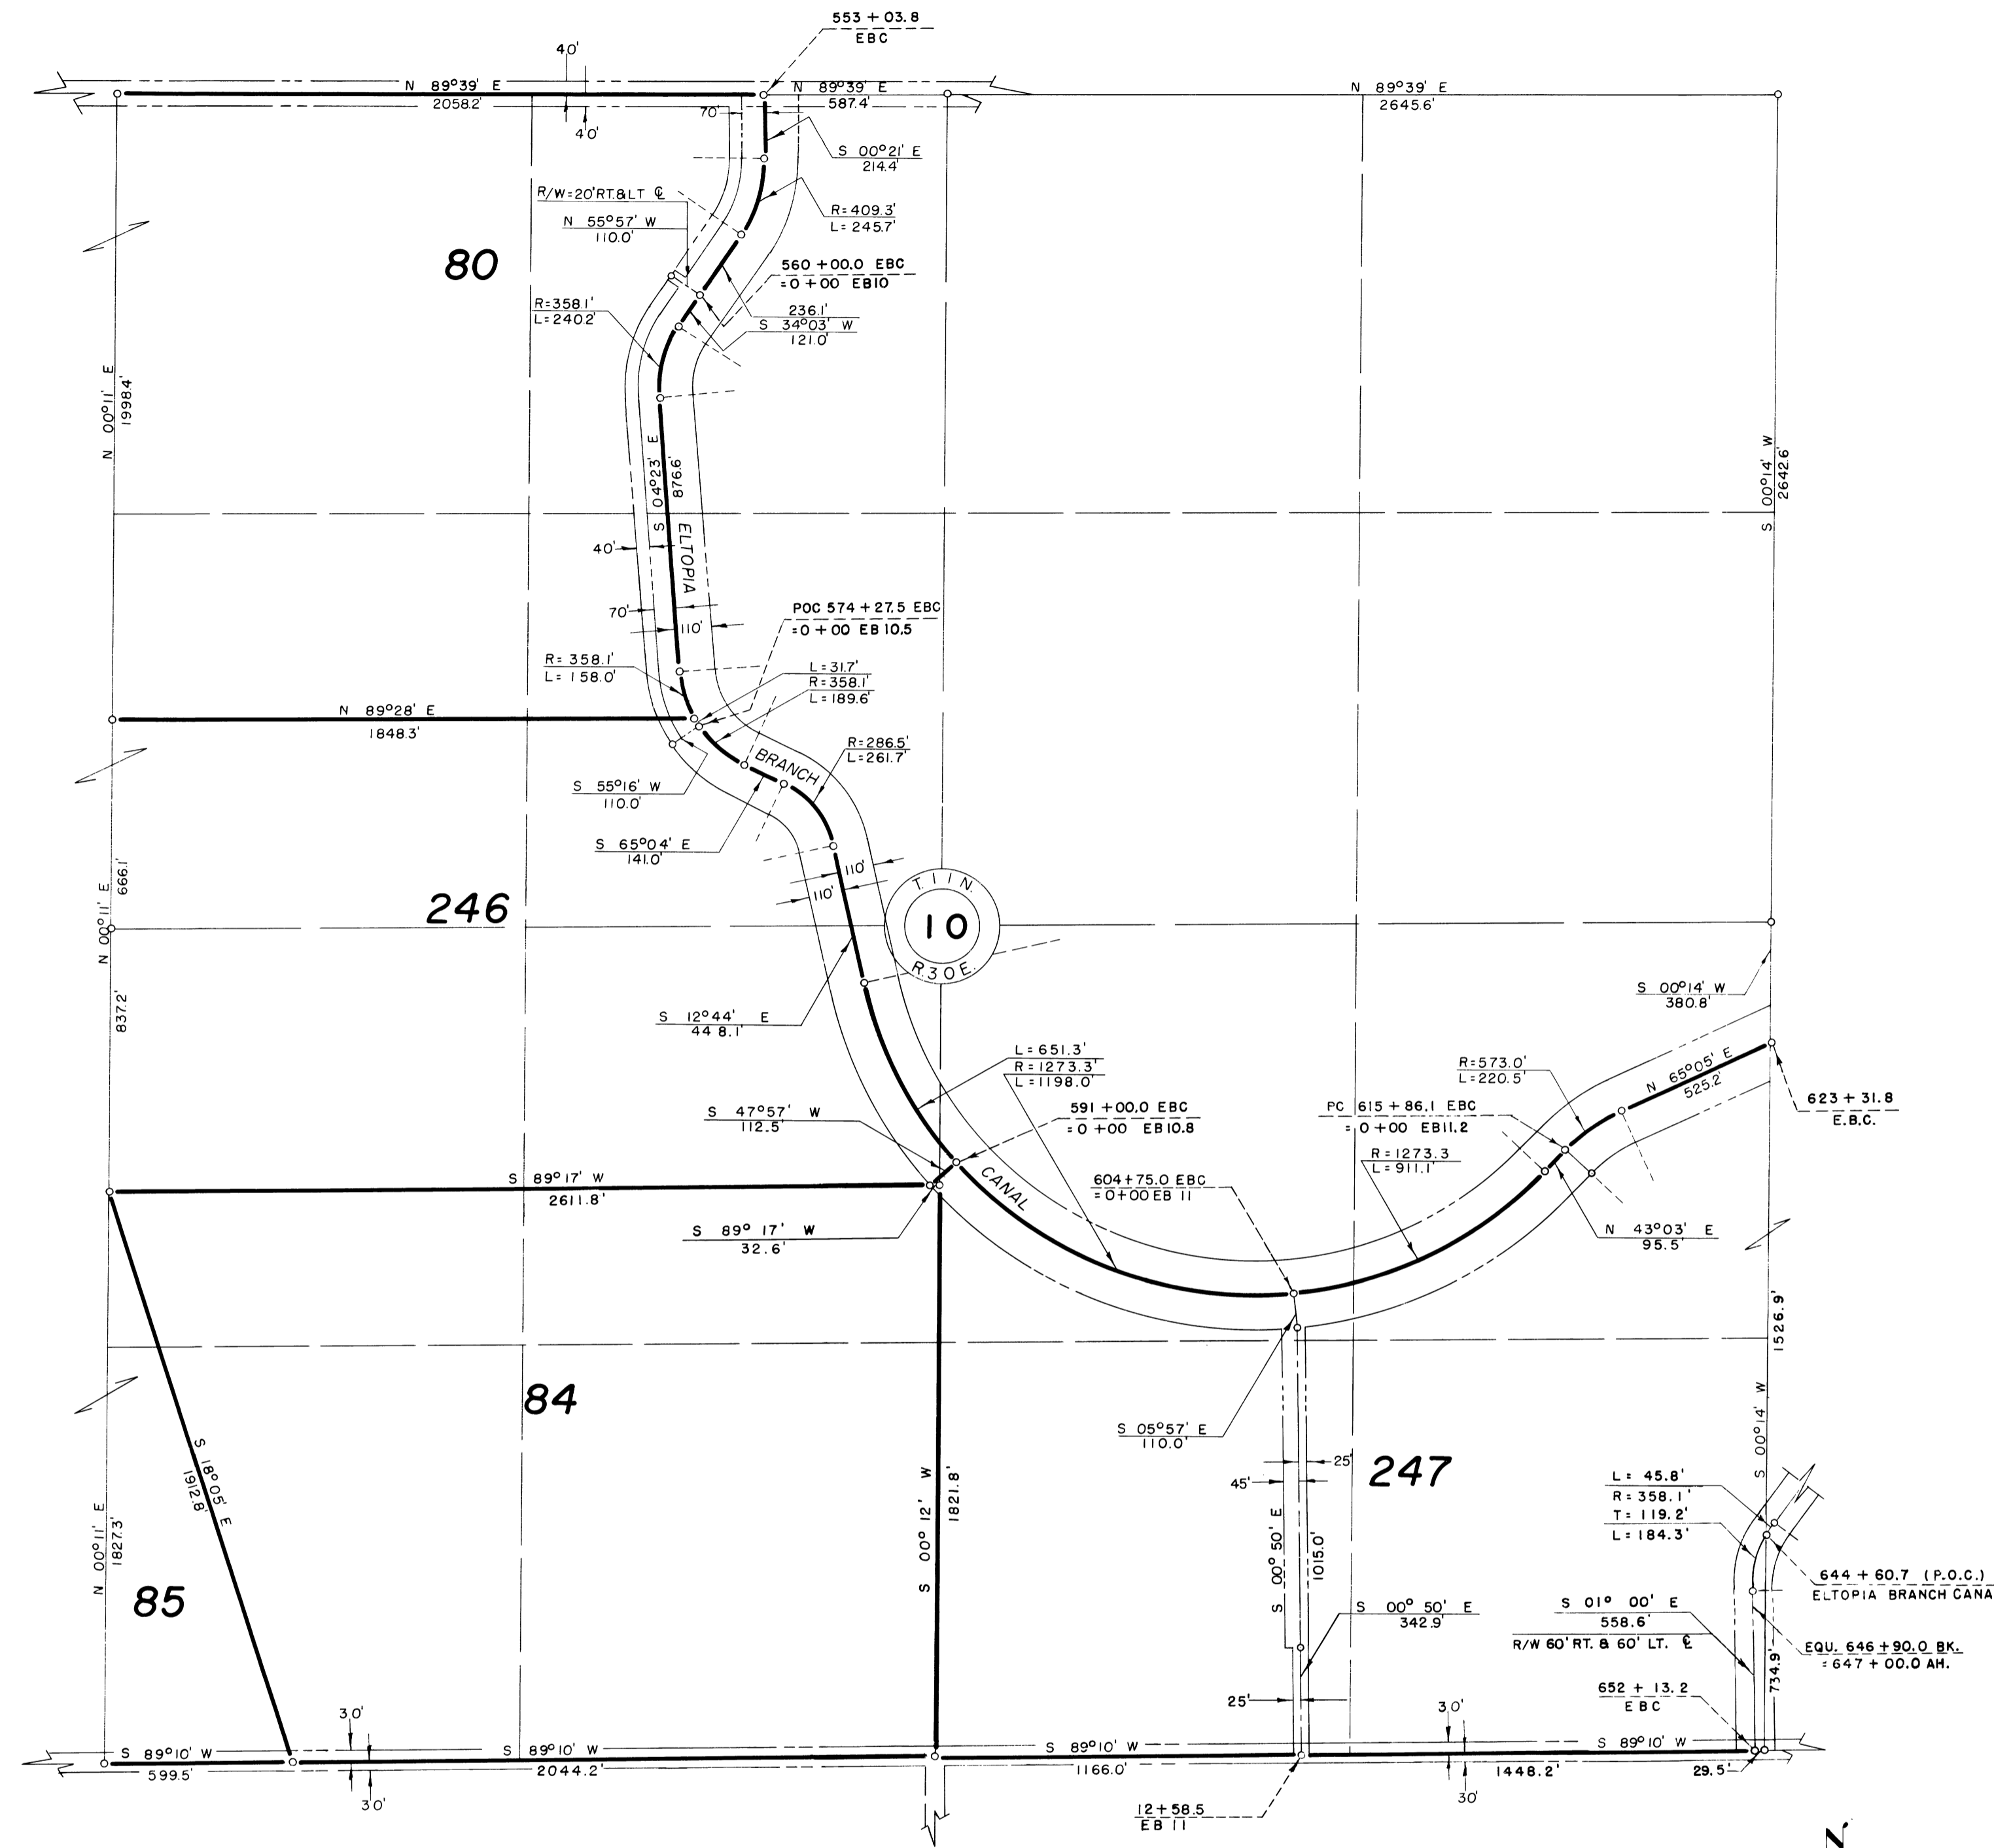 553 + 03.8
EBC
40'
N 89°39' E
2058.2'
40'
N 89°39' E
587.4'
N 89°39' E
2645.6'
70'
S 00°21' E
214.4'
R/W=20'RT.&LT ℄
N 55°57' W
110.0'
R=409.3'
L=245.7'
80
560 +00.0 EBC
=0 +00 EB10
R=358.1'
L=240.2'
236.1'
S 34°03' W
121.0'
N 00°11' E
1998.4'
S 04°23' E
876.6'
S 00°14' W
2642.6'
40'
ELTOPIA
70'
110'
POC 574 +27.5 EBC
=0 +00 EB 10.5
R= 358.1'
L= 158.0'
L=31.7'
R=358.1'
L=189.6'
N 89°28' E
1848.3'
BRANCH
R=286.5'
L=261.7'
S 55°16' W
110.0'
S 65°04' E
141.0'
N 00°11' E
666.1'
110'
110'
246
T. 11 N.
10
R.30E.
837.2'
S 00°14' W
380.8'
S 12°44' E
448.1'
L=651.3'
R=1273.3'
L=1198.0'
R=573.0'
L=220.5'
N 65°05' E
525.2'
S 47°57' W
112.5'
591 +00.0 EBC
=0 +00 EB10.8
PC 615 + 86.1 EBC
= 0 +00 EB11.2
623 + 31.8
E.B.C.
R=1273.3
L=911.1'
S 89°17' W
2611.8'
CANAL
604+75.0 EBC
=0+00 EB 11
S 89° 17' W
32.6'
N 43°03' E
95.5'
1526.9'
84
S 05°57' E
110.0'
247
25'
45'
S 18°05' E
1912.8'
S 00° 12' W
1821.8'
S 00° 50' E
1015.0'
S 00°14' W
L= 45.8'
R=358.1'
T=119.2'
L=184.3'
N 00°11' E
1827.3'
85
644 + 60.7 (P.O.C.)
ELTOPIA BRANCH CANA
S 00° 50' E
342.9'
S 01° 00' E
558.6'
R/W 60' RT. & 60' LT. ℄
EQU. 646 +90.0 BK.
= 647 + 00.0 AH.
734.9'
652 + 13.2
EBC
25'
30'
30'
S 89°10' W
599.5'
S 89°10' W
2044.2'
30'
S 89°10' W
1166.0'
S 89°10' W
1448.2'
29.5'
30'
12+58.5
EB 11
N.